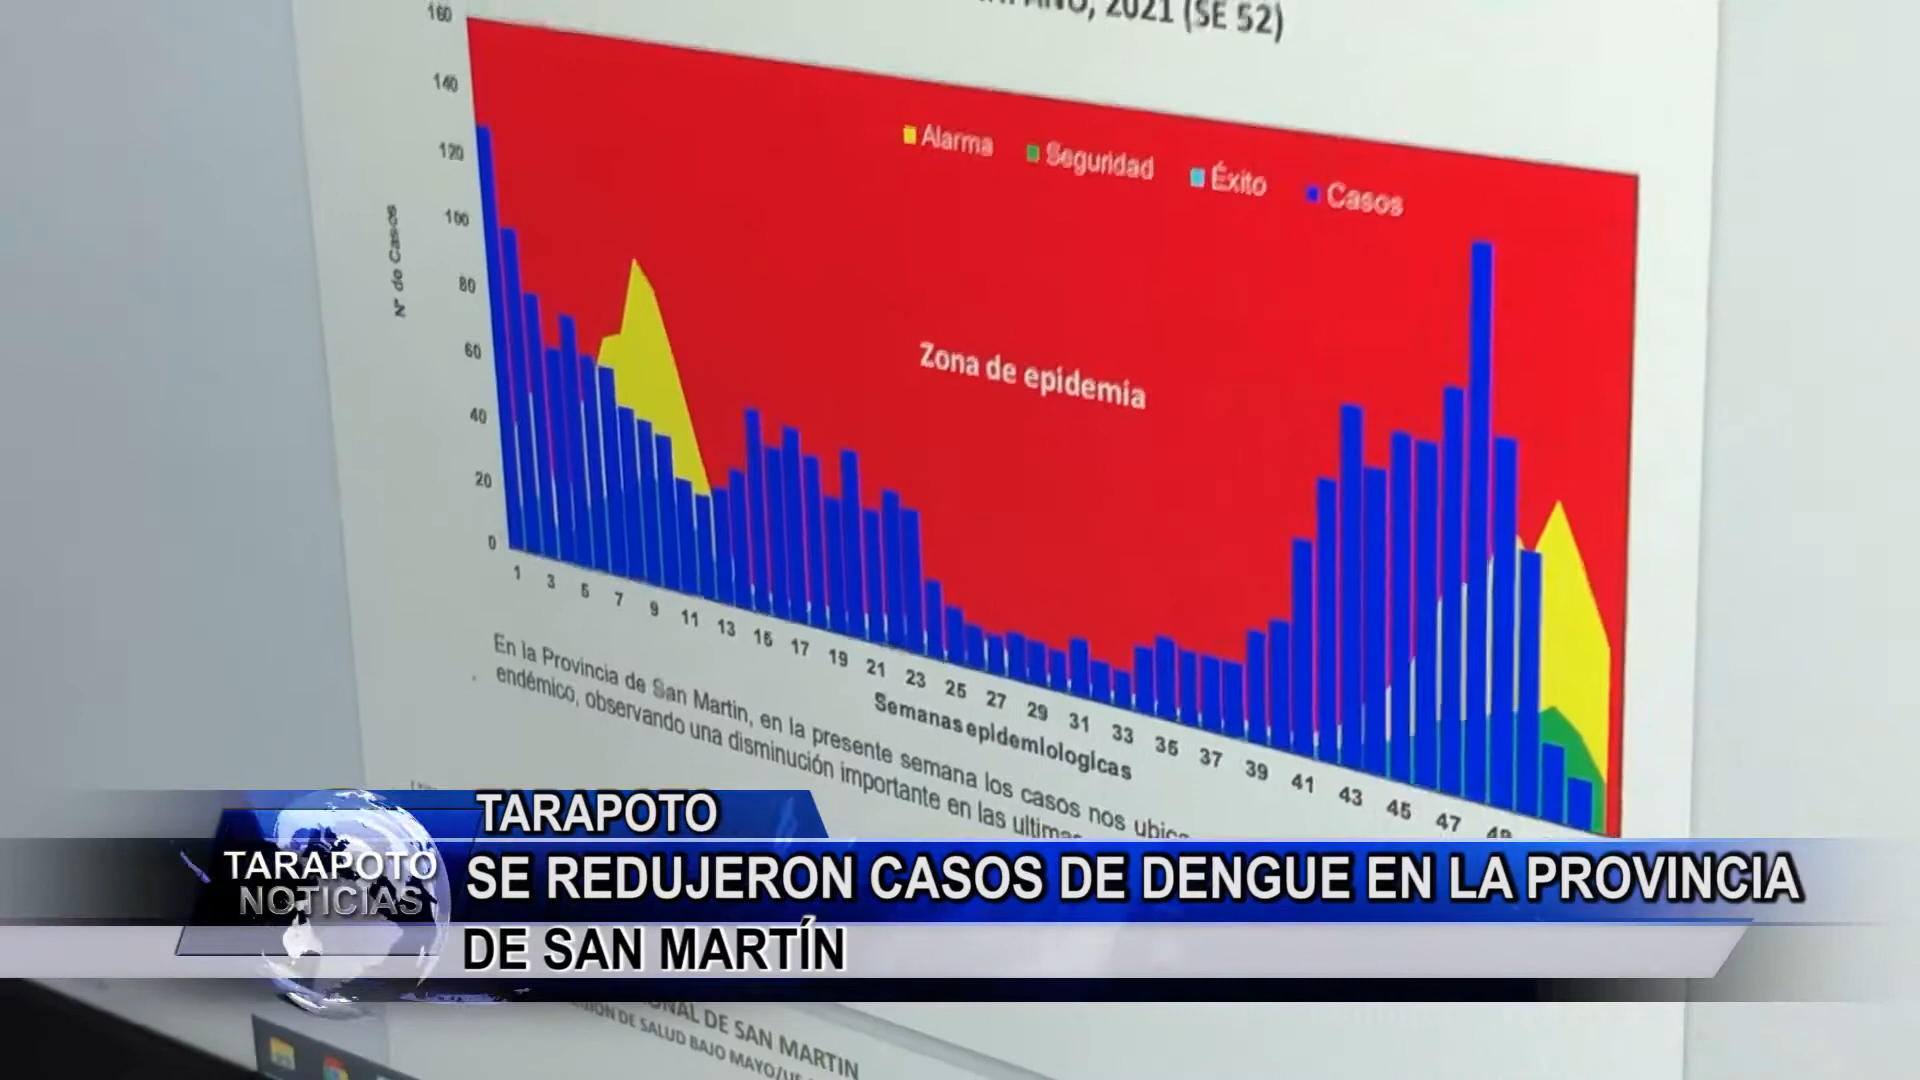 , 2021 (SE 52)
160
140
120
100
80
60
40
20
0
Nº de Casos
Alarma
Seguridad
Éxito
Casos
Zona de epidemia
1 3 5 7 9 11 13 15 17 19 21 23 25 27 29 31 33 35 37 39 41 43 45 47 49
Semanas epidemiologicas
En la Provincia de San Martin, en la presente semana los casos nos
endémico, observando una disminución importante en las
TARAPOTO
TARAPOTO
NOTICIAS
SE REDUJERON CASOS DE DENGUE EN LA PROVINCIA
DE SAN MARTÍN
DE SAN MARTIN
DE SALUD BAJO MAYO